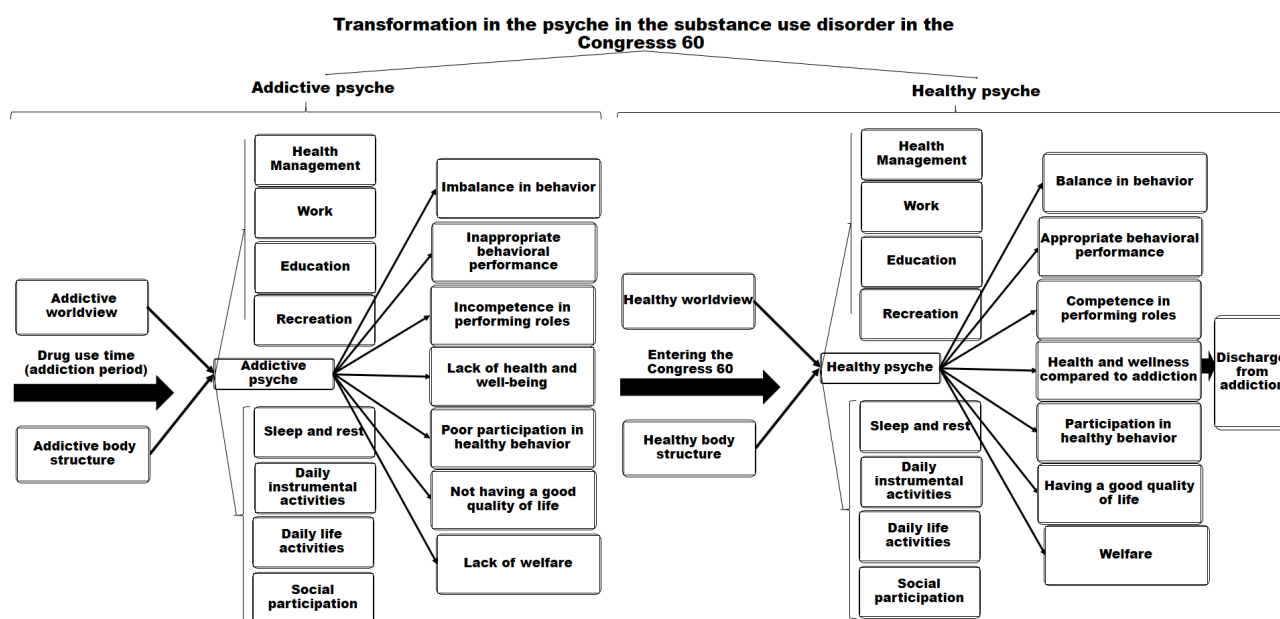 Transformation in the psyche in the substance use disorder in the
Congresss 60
Addictive psyche
Health
Management
Work
Education
Recreation
Addictive
worldview
Drug use time
(addiction period)
Addictive body
structure
Addictive
psyche
Sleep and rest
Daily
instrumental
activities
Daily life
activities
Social
participation
Imbalance in behavior
Inappropriate
behavioral
performance
Incompetence in
performing roles
Lack of health and
well-being
Poor participation in
healthy behavior
Not having a good
quality of life
Lack of welfare
Healthy psyche
Health
Management
Work
Education
Recreation
Healthy worldview
Entering the
Congress 60
Healthy body
structure
Healthy psyche
Sleep and rest
Daily
instrumental
activities
Daily life
activities
Social
participation
Balance in behavior
Appropriate behavioral
performance
Competence in
performing roles
Health and wellness
compared to addiction
Participation in
healthy behavior
Having a good quality
of life
Welfare
Discharge
from
addiction